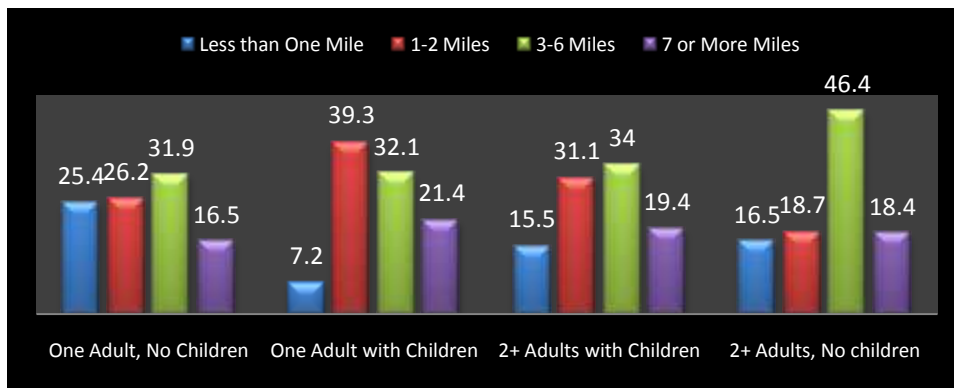 Less than One Mile 1-2 Miles 3-6 Miles 7 or More Miles
25.4 26.2 31.9 16.5
7.2 39.3 32.1 21.4
15.5 31.1 34 19.4
16.5 18.7 46.4 18.4
One Adult, No Children One Adult with Children 2+ Adults with Children 2+ Adults, No children